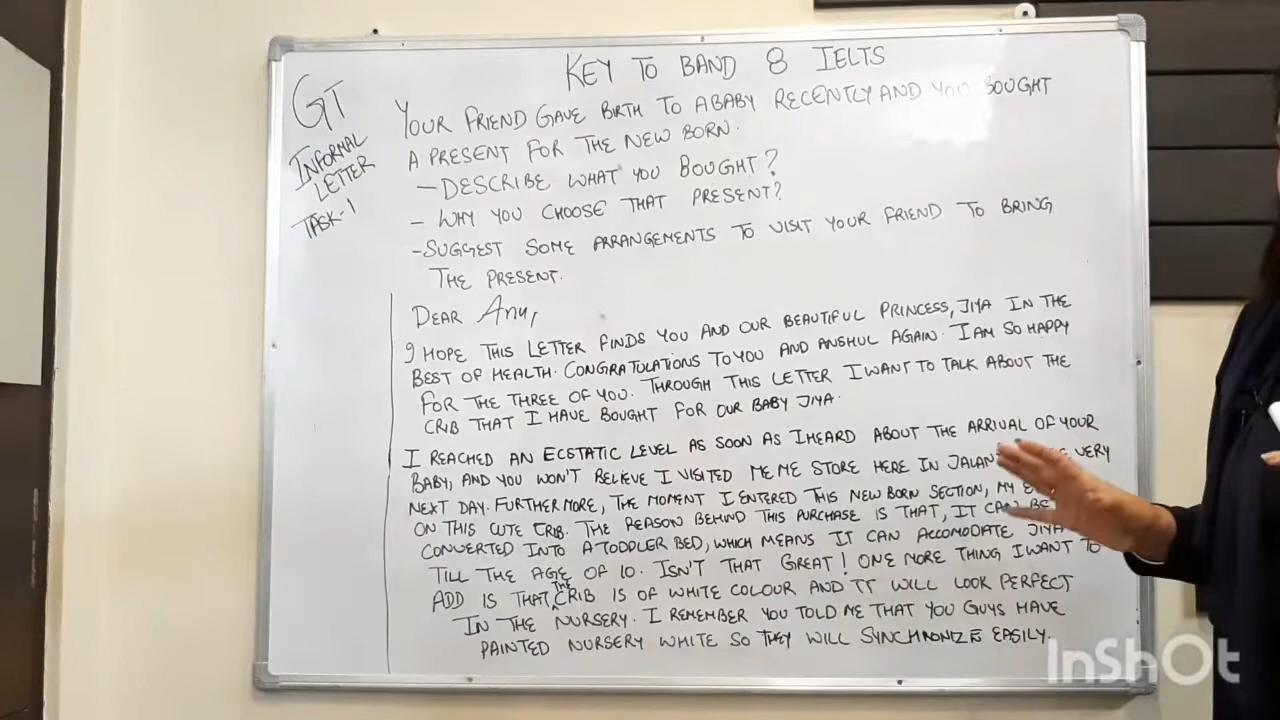 KEY TO BAND 8 IELTS
GT
INFORMAL
LETTER
TASK-1
YOUR FRIEND GAVE BIRTH TO A BABY RECENTLY AND YOU BOUGHT
A PRESENT FOR THE NEW BORN.
- DESCRIBE WHAT YOU BOUGHT?
- WHY YOU CHOOSE THAT PRESENT?
- SUGGEST SOME ARRANGEMENTS TO VISIT YOUR FRIEND TO BRING
THE PRESENT.
DEAR Anu,
I HOPE THIS LETTER FINDS YOU AND OUR BEAUTIFUL PRINCESS, JIYA IN THE
BEST OF HEALTH. CONGRATULATIONS TO YOU AND ANSHUL AGAIN. I AM SO HAPPY
FOR THE THREE OF YOU. THROUGH THIS LETTER I WANT TO TALK ABOUT THE
CRIB THAT I HAVE BOUGHT FOR OUR BABY JIYA.
I REACHED AN ECSTATIC LEVEL AS SOON AS I HEARD ABOUT THE ARRIVAL OF YOUR
BABY, AND YOU WON'T BELIEVE I VISITED ME ME STORE HERE IN VERY
NEXT DAY. FURTHERMORE, THE MOMENT I ENTERED THIS NEW BORN SECTION, MY
ON THIS CUTE CRIB. THE REASON BEHIND THIS PURCHASE IS THAT, IT CAN BE
CONVERTED INTO A TODDLER BED, WHICH MEANS IT CAN ACCOMODATE JIYA
TILL THE AGE OF 10. ISN'T THAT GREAT! ONE MORE THING I WANT TO
ADD IS THAT THE CRIB IS OF WHITE COLOUR AND IT WILL LOOK PERFECT
IN THE NURSERY. I REMEMBER YOU TOLD ME THAT YOU GUYS HAVE
PAINTED NURSERY WHITE SO THEY WILL SYNCHRONIZE EASILY.
InShOt